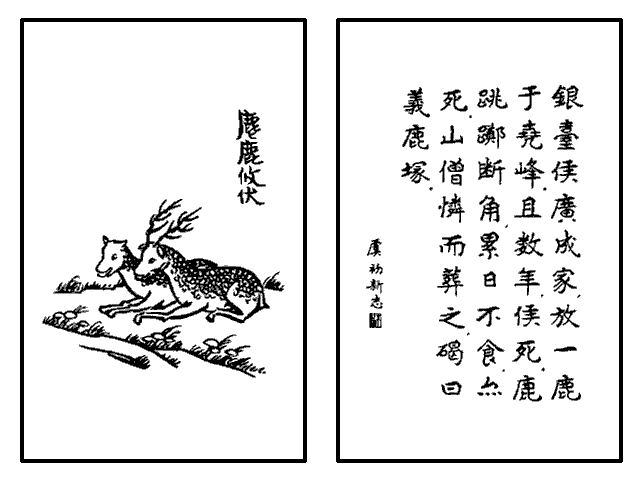 麀鹿攸伏
銀臺侯廣成家.放一鹿
于堯峰.且数年.侯死.鹿
跳躑断角.累日不食.亦
死.山僧憐而葬之.碣曰
義鹿塚.
虞初新志